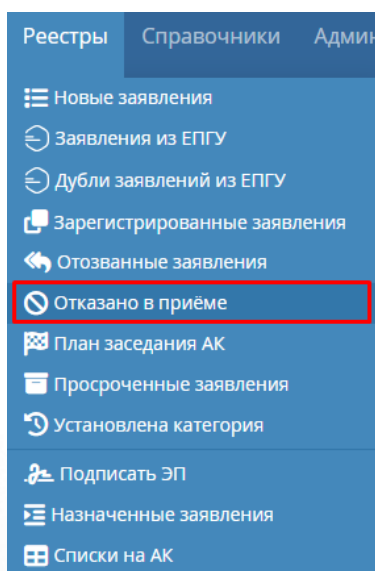 Реестры Справочники Админ
Новые заявления
Заявления из ЕПГУ
Дубли заявлений из ЕПГУ
Зарегистрированные заявления
Отозванные заявления
Отказано в приёме
План заседания АК
Просроченные заявления
Установлена категория
Подписать ЭП
Назначенные заявления
Списки на АК